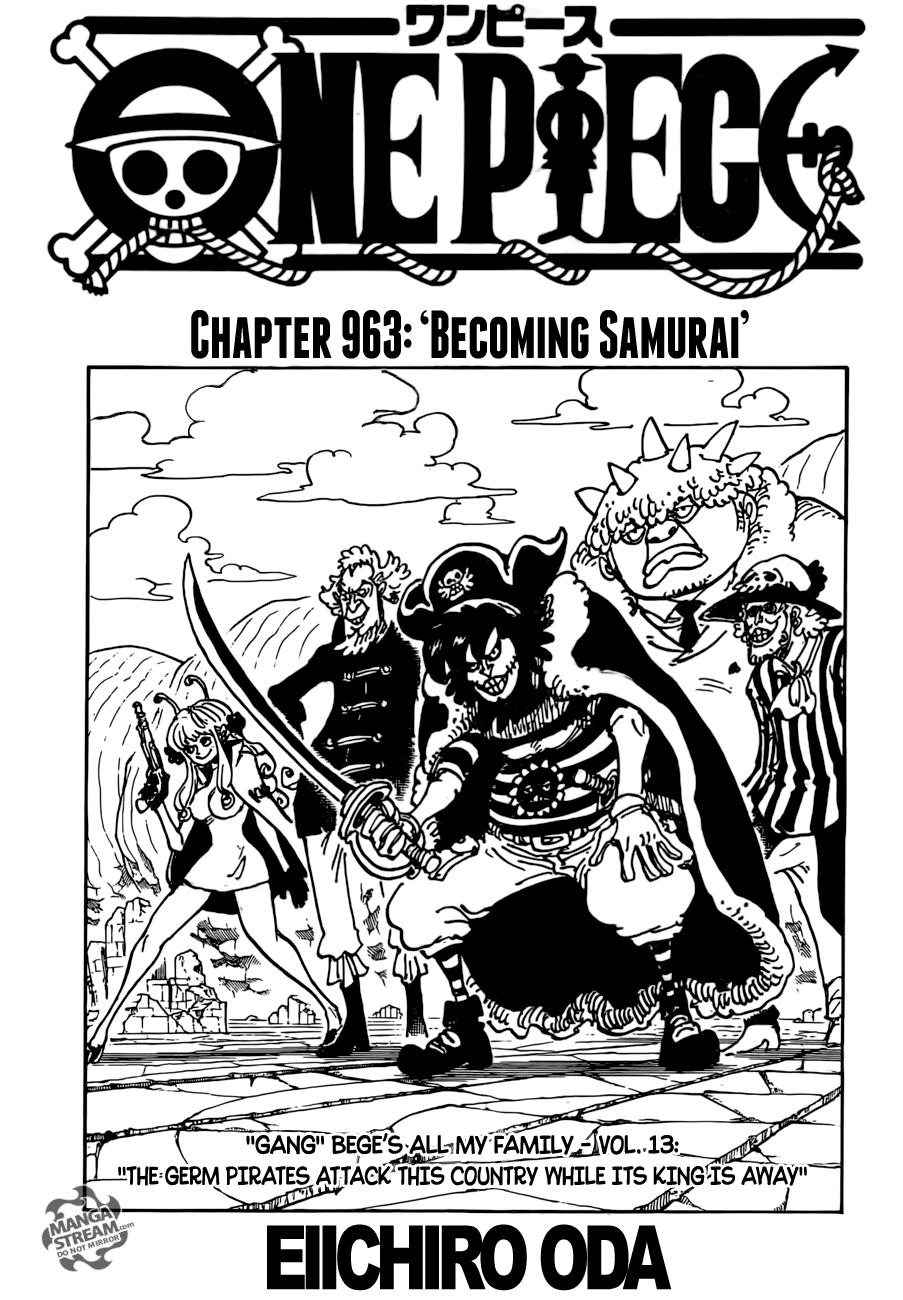 ワンピース
ONE PIECE
CHAPTER 963: ‘BECOMING SAMURAI’
"GANG" BEGE'S ALL MY FAMILY - VOL. 13:
"THE GERM PIRATES ATTACK THIS COUNTRY WHILE ITS KING IS AWAY"
MANGA
STREAM.com
DO NOT MIRROR
EIICHIRO ODA